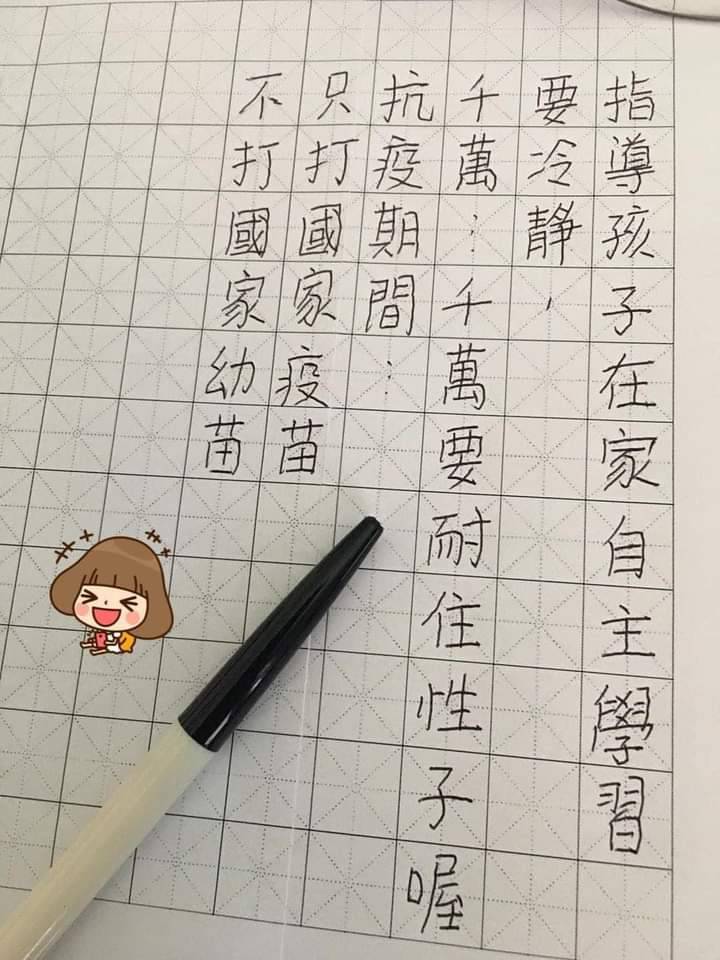 指導孩子在家自主學習
要冷靜，
千萬⋮千萬要耐住性子喔
抗疫期間⋮
只打國家疫苗
不打國家幼苗